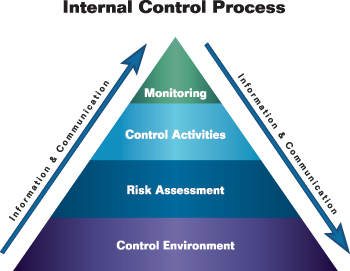 Internal Control Process
Monitoring
Information & Communication
Information & Communication
Control Activities
Risk Assessment
Control Environment